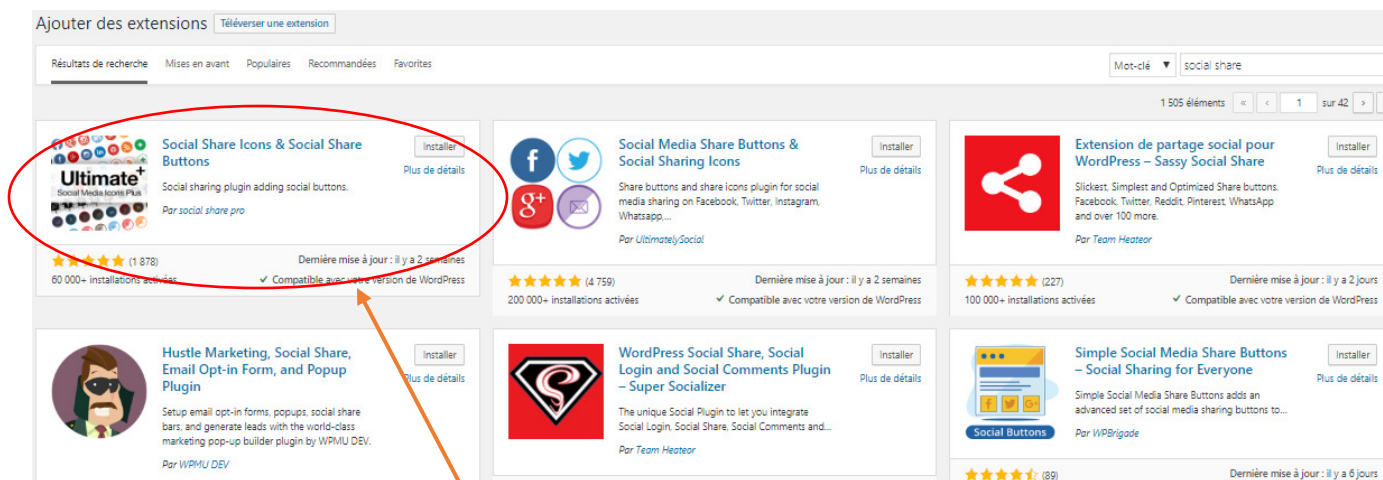 Ajouter des extensions Téléverser une extension
Résultats de recherche Mises en avant Populaires Recommandées Favorites Mot-clé ▼ social share
1 505 éléments « ‹ 1 sur 42 ›
Ultimate+
Social Media Icons Plus
Social Share Icons & Social Share
Buttons
Social sharing plugin adding social buttons.
Par social share pro
Installer
Plus de détails
(1 878)
Dernière mise à jour : il y a 2 semaines
60 000+ installations activées
✓ Compatible avec votre version de WordPress
f
g+
Social Media Share Buttons &
Social Sharing Icons
Share buttons and share icons plugin for social
media sharing on Facebook, Twitter, Instagram,
Whatsapp,...
Par UltimatelySocial
Installer
Plus de détails
(4 759)
Dernière mise à jour : il y a 2 semaines
200 000+ installations activées
✓ Compatible avec votre version de WordPress
Extension de partage social pour
WordPress – Sassy Social Share
Slickest, Simplest and Optimized Share buttons.
Facebook, Twitter, Reddit, Pinterest, WhatsApp
and over 100 more.
Par Team Heateor
Installer
Plus de détails
(227)
Dernière mise à jour : il y a 2 jours
100 000+ installations activées
✓ Compatible avec votre version de WordPress
Hustle Marketing, Social Share,
Email Opt-in Form, and Popup
Plugin
Setup email opt-in forms, popups, social share
bars, and generate leads with the world-class
marketing pop-up builder plugin by WPMU DEV.
Par WPMU DEV
Installer
Plus de détails
S
WordPress Social Share, Social
Login and Social Comments Plugin
– Super Socializer
The unique Social Plugin to let you integrate
Social Login, Social Share, Social Comments and...
Par Team Heateor
Installer
Plus de détails
f G+
Social Buttons
Simple Social Media Share Buttons
– Social Sharing for Everyone
Simple Social Media Share Buttons adds an
advanced set of social media sharing buttons to...
Par WPBrigade
Installer
Plus de détails
(89)
Dernière mise à jour : il y a 6 jours